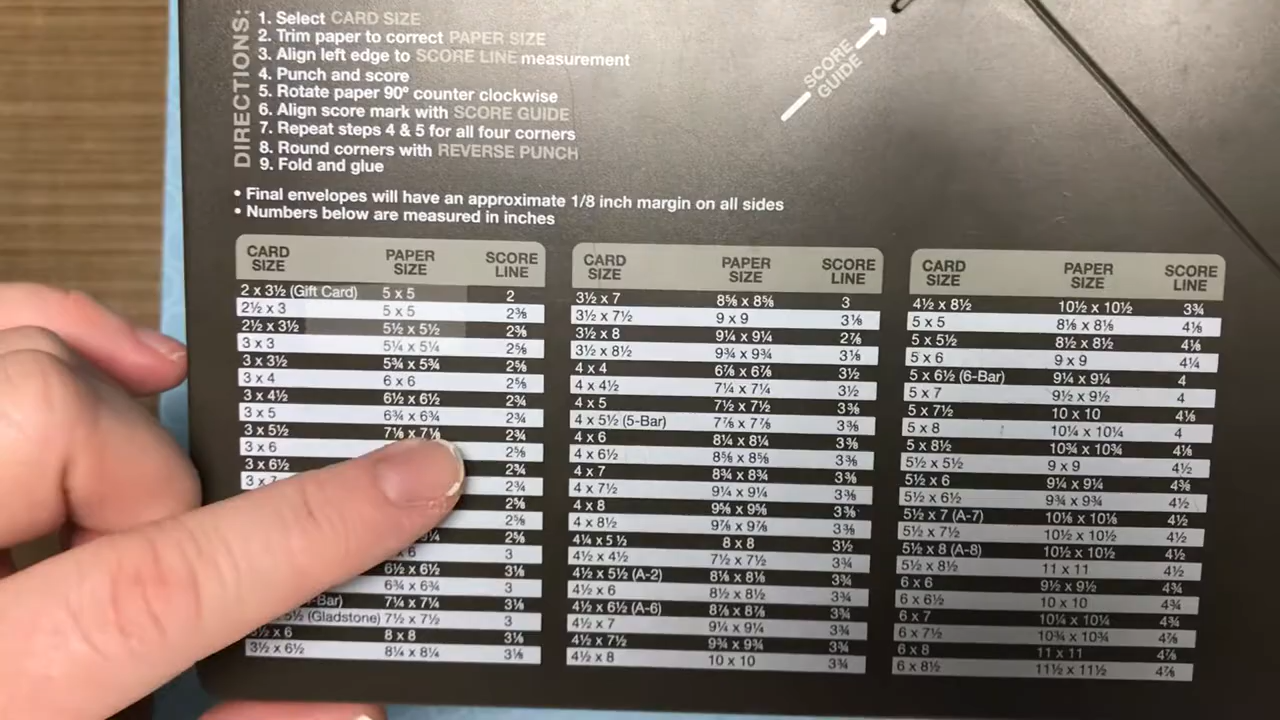 DIRECTIONS:
1. Select CARD SIZE
2. Trim paper to correct PAPER SIZE
3. Align left edge to SCORE LINE measurement
4. Punch and score
5. Rotate paper 90º counter clockwise
6. Align score mark with SCORE GUIDE
7. Repeat steps 4 & 5 for all four corners
8. Round corners with REVERSE PUNCH
9. Fold and glue
SCORE
GUIDE
• Final envelopes will have an approximate 1/8 inch margin on all sides
• Numbers below are measured in inches
CARD SIZE PAPER SIZE SCORE LINE
2 x 3½ (Gift Card) 5 x 5 2
2½ x 3 5 x 5 2⅜
2½ x 3½ 5½ x 5½ 2⅜
3 x 3 5¼ x 5¼ 2⅝
3 x 3½ 5¾ x 5¾ 2⅝
3 x 4 6 x 6 2⅝
3 x 4½ 6½ x 6½ 2¾
3 x 5 6¾ x 6¾ 2¾
3 x 5½ 7⅛ x 7⅛ 2¾
3 x 6 2⅝
3 x 6½ 2¾
3 x 2¾
2⅝
2⅝
2⅝
x 6 3
6½ x 6½ 3⅛
6¾ x 6¾ 3
Bar) 7¼ x 7¼ 3⅛
5½ (Gladstone) 7½ x 7½ 3
3½ x 6 8 x 8 3⅛
3½ x 6½ 8¼ x 8¼ 3⅛
CARD SIZE PAPER SIZE SCORE LINE
3½ x 7 8⅝ x 8⅝ 3
3½ x 7½ 9 x 9 3⅛
3½ x 8 9¼ x 9¼ 2⅞
3½ x 8½ 9¾ x 9¾ 3⅛
4 x 4 6⅞ x 6⅞ 3½
4 x 4½ 7¼ x 7¼ 3½
4 x 5 7½ x 7½ 3⅜
4 x 5½ (5-Bar) 7⅞ x 7⅞ 3⅜
4 x 6 8¼ x 8¼ 3⅜
4 x 6½ 8⅝ x 8⅝ 3⅜
4 x 7 8¾ x 8¾ 3⅜
4 x 7½ 9¼ x 9¼ 3⅜
4 x 8 9⅝ x 9⅝ 3⅜
4 x 8½ 9⅞ x 9⅞ 3⅜
4¼ x 5 ½ 8 x 8 3½
4½ x 4½ 7½ x 7½ 3¾
4½ x 5½ (A-2) 8⅛ x 8⅛ 3¾
4½ x 6 8½ x 8½ 3¾
4½ x 6½ (A-6) 8⅞ x 8⅞ 3¾
4½ x 7 9¼ x 9¼ 3¾
4½ x 7½ 9¾ x 9¾ 3¾
4½ x 8 10 x 10 3¾
CARD SIZE PAPER SIZE SCORE LINE
4½ x 8½ 10½ x 10½ 3¾
5 x 5 8⅛ x 8⅛ 4⅛
5 x 5½ 8½ x 8½ 4⅛
5 x 6 9 x 9 4¼
5 x 6½ (6-Bar) 9¼ x 9¼ 4
5 x 7 9½ x 9½ 4
5 x 7½ 10 x 10 4⅛
5 x 8 10¼ x 10¼ 4
5 x 8½ 10¾ x 10¾ 4⅛
5½ x 5½ 9 x 9 4½
5½ x 6 9¼ x 9¼ 4⅜
5½ x 6½ 9¾ x 9¾ 4½
5½ x 7 (A-7) 10⅛ x 10⅛ 4½
5½ x 7½ 10½ x 10½ 4½
5½ x 8 (A-8) 10½ x 10½ 4½
5½ x 8½ 11 x 11 4½
6 x 6 9½ x 9½ 4¾
6 x 6½ 10 x 10 4¾
6 x 7 10¼ x 10¼ 4¾
6 x 7½ 10¾ x 10¾ 4⅞
6 x 8 11 x 11 4⅞
6 x 8½ 11½ x 11½ 4⅞